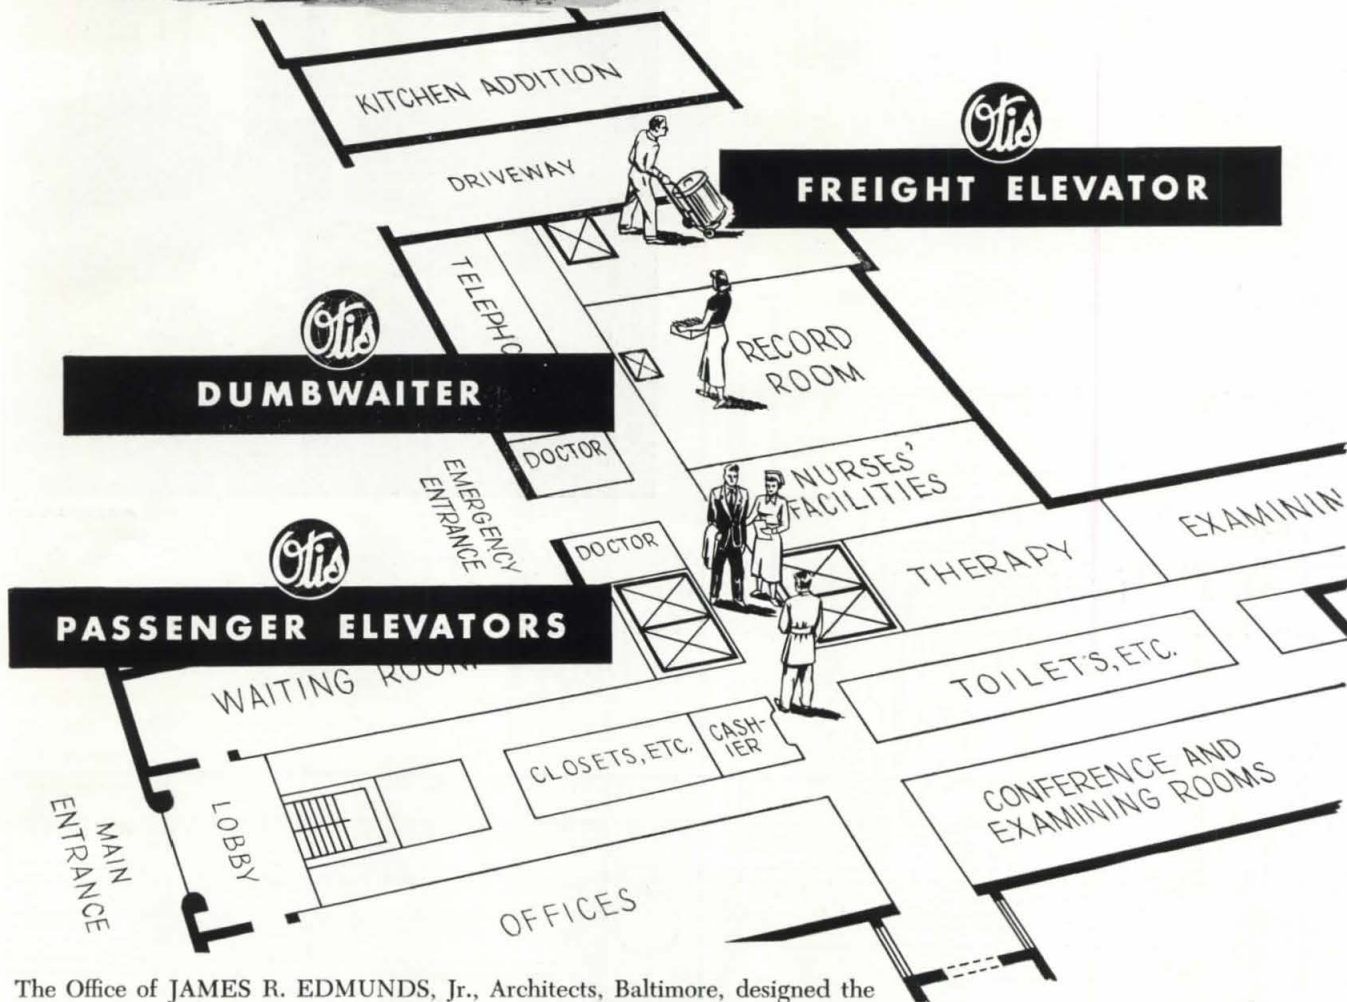 KITCHEN ADDITION
DRIVEWAY
Otis
FREIGHT ELEVATOR
TELEPHO
Otis
DUMBWAITER
RECORD
ROOM
DOCTOR
EMERGENCY
ENTRANCE
NURSES'
FACILITIES
EXAMININ
Otis
PASSENGER ELEVATORS
DOCTOR
THERAPY
WAITING ROOM
TOILET'S, ETC.
CLOSETS, ETC.
CASH-
IER
CONFERENCE AND
EXAMINING ROOMS
MAIN
ENTRANCE
LOBBY
OFFICES
The Office of JAMES R. EDMUNDS, Jr., Architects, Baltimore, designed the